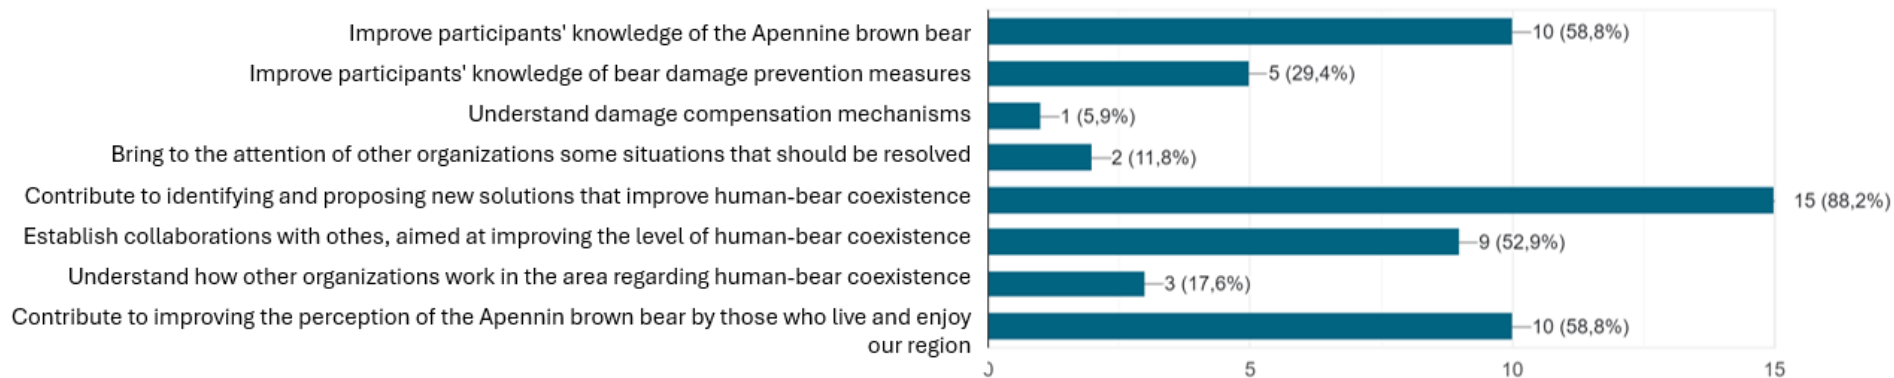 Improve participants' knowledge of the Apennine brown bear
10 (58,8%)
Improve participants' knowledge of bear damage prevention measures
5 (29,4%)
Understand damage compensation mechanisms
1 (5,9%)
Bring to the attention of other organizations some situations that should be resolved
2 (11,8%)
Contribute to identifying and proposing new solutions that improve human-bear coexistence
15 (88,2%)
Establish collaborations with othes, aimed at improving the level of human-bear coexistence
9 (52,9%)
Understand how other organizations work in the area regarding human-bear coexistence
3 (17,6%)
Contribute to improving the perception of the Apennin brown bear by those who live and enjoy
our region
10 (58,8%)
0 5 10 15